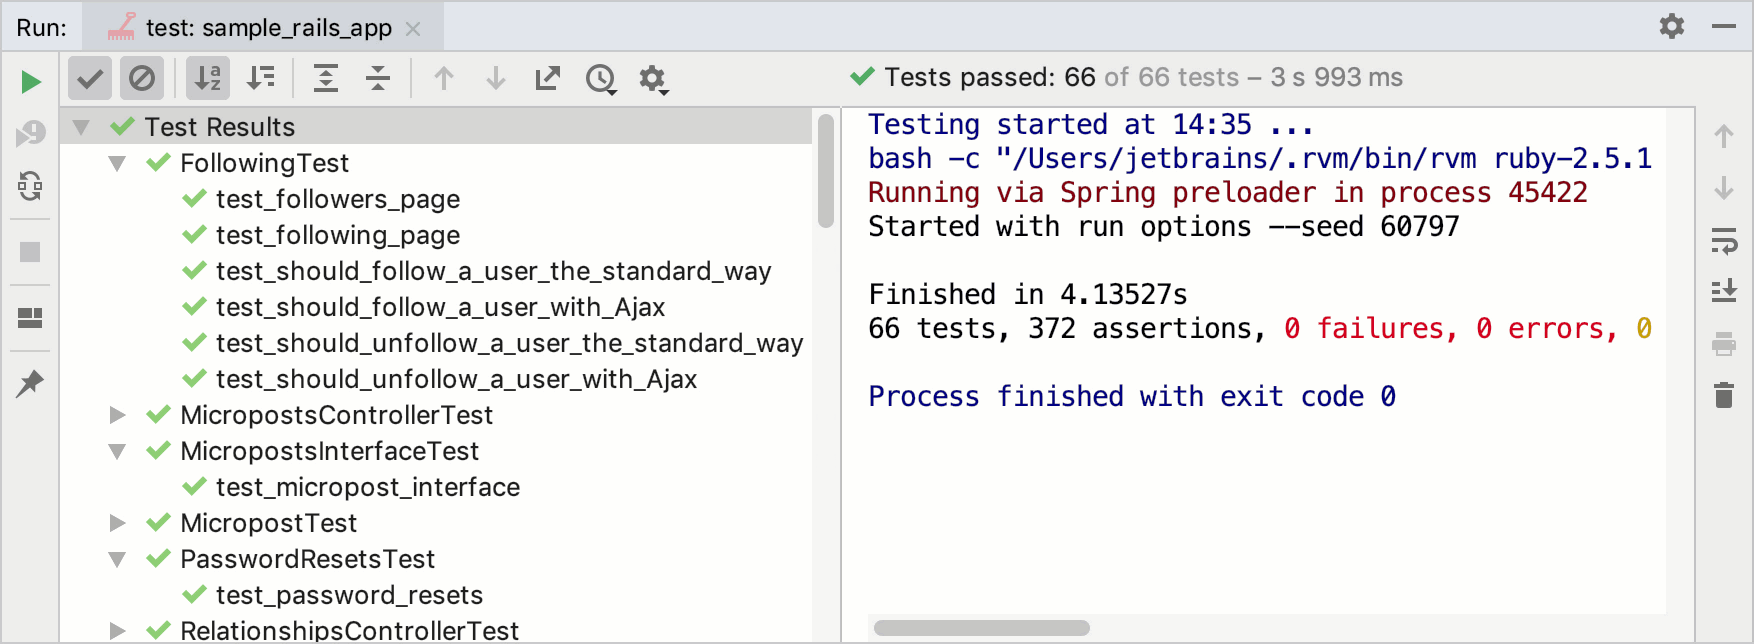 Run: test: sample_rails_app
Tests passed: 66 of 66 tests – 3 s 993 ms
Test Results
FollowingTest
test_followers_page
test_following_page
test_should_follow_a_user_the_standard_way
test_should_follow_a_user_with_Ajax
test_should_unfollow_a_user_the_standard_way
test_should_unfollow_a_user_with_Ajax
MicropostsControllerTest
MicropostsInterfaceTest
test_micropost_interface
MicropostTest
PasswordResetsTest
test_password_resets
RelationshipsControllerTest
Testing started at 14:35 ...
bash -c "/Users/jetbrains/.rvm/bin/rvm ruby-2.5.1
Running via Spring preloader in process 45422
Started with run options --seed 60797
Finished in 4.13527s
66 tests, 372 assertions, 0 failures, 0 errors, 0
Process finished with exit code 0